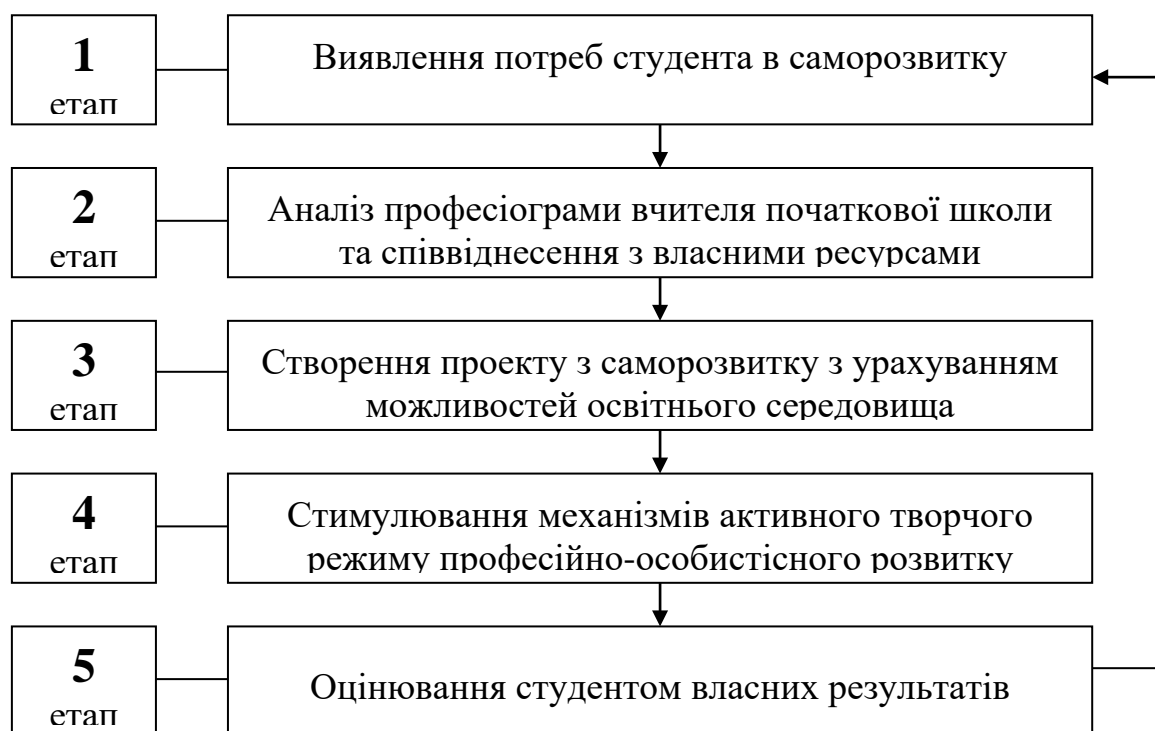 1
етап
Виявлення потреб студента в саморозвитку
2
етап
Аналіз професіограми вчителя початкової школи
та співвіднесення з власними ресурсами
3
етап
Створення проекту з саморозвитку з урахуванням
можливостей освітнього середовища
4
етап
Стимулювання механізмів активного творчого
режиму професійно-особистісного розвитку
5
етап
Оцінювання студентом власних результатів